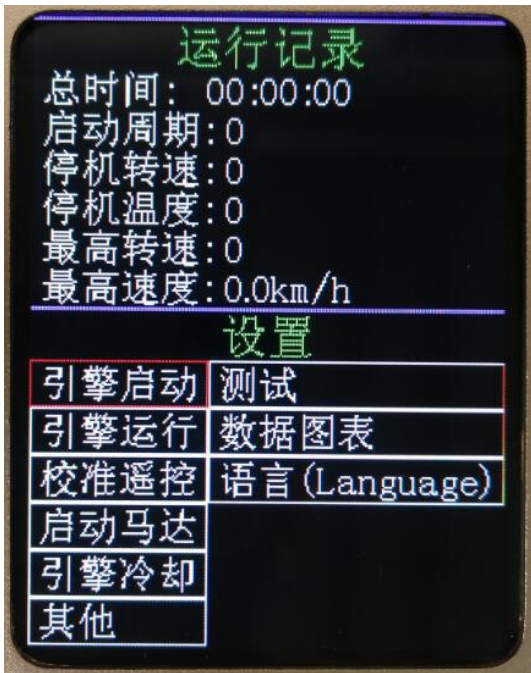 运行记录
总时间: 00:00:00
启动周期:0
停机转速:0
停机温度:0
最高转速:0
最高速度:0.0km/h
设置
引擎启动 测试
引擎运行 数据图表
校准遥控 语言(Language)
启动马达
引擎冷却
其他